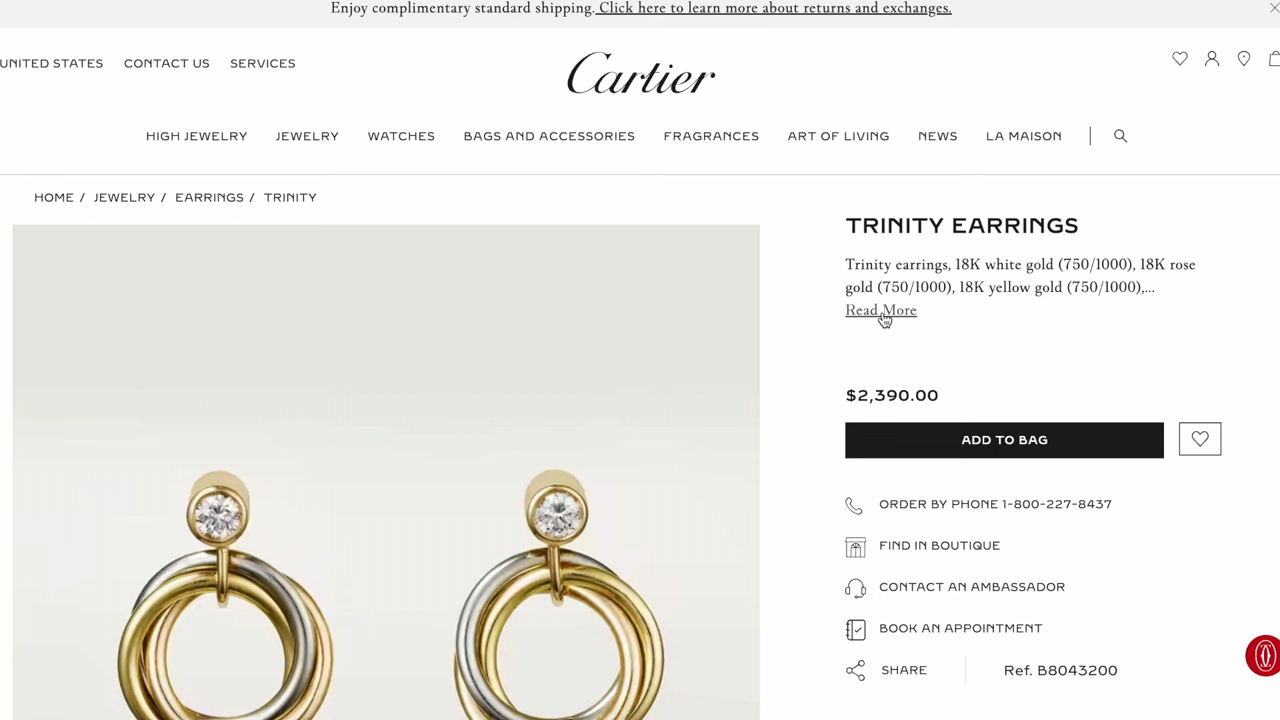 Enjoy complimentary standard shipping. Click here to learn more about returns and exchanges.
UNITED STATES CONTACT US SERVICES
Cartier
HIGH JEWELRY JEWELRY WATCHES BAGS AND ACCESSORIES FRAGRANCES ART OF LIVING NEWS LA MAISON
HOME / JEWELRY / EARRINGS / TRINITY
TRINITY EARRINGS
Trinity earrings, 18K white gold (750/1000), 18K rose
gold (750/1000), 18K yellow gold (750/1000),...
Read More
$2,390.00
ADD TO BAG
ORDER BY PHONE 1-800-227-8437
FIND IN BOUTIQUE
CONTACT AN AMBASSADOR
BOOK AN APPOINTMENT
SHARE Ref. B8043200